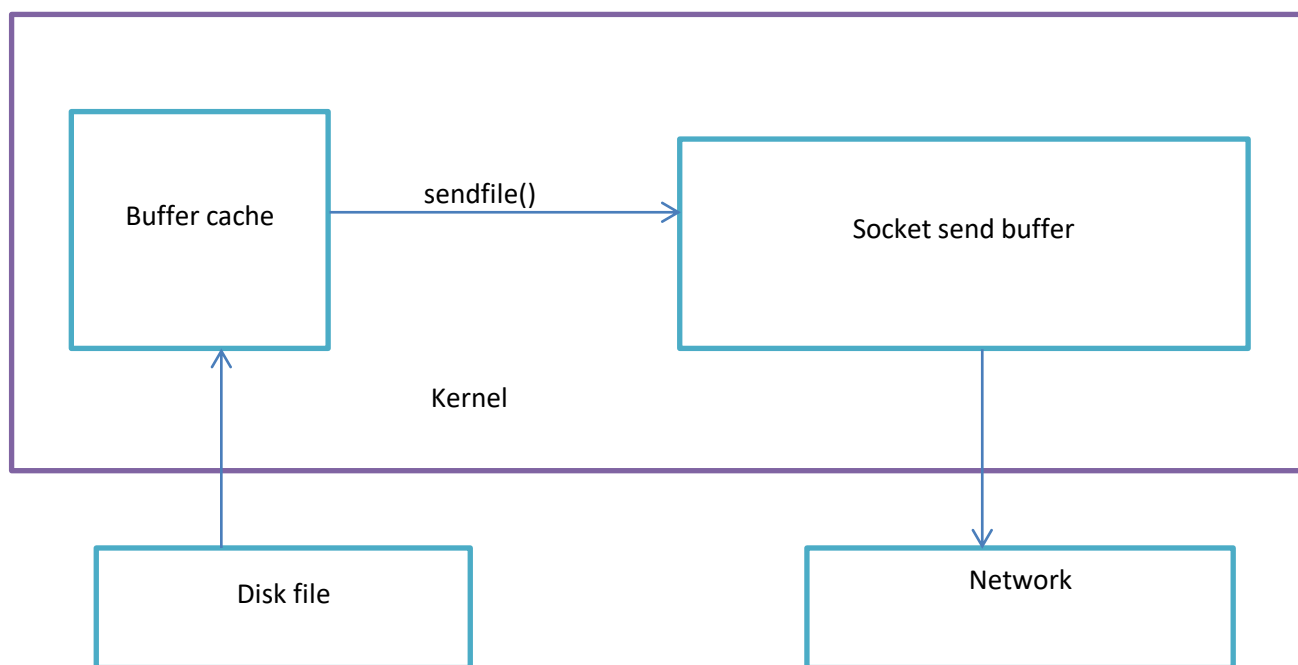 sendfile()
Buffer cache
Socket send buffer
Kernel
Disk file
Network